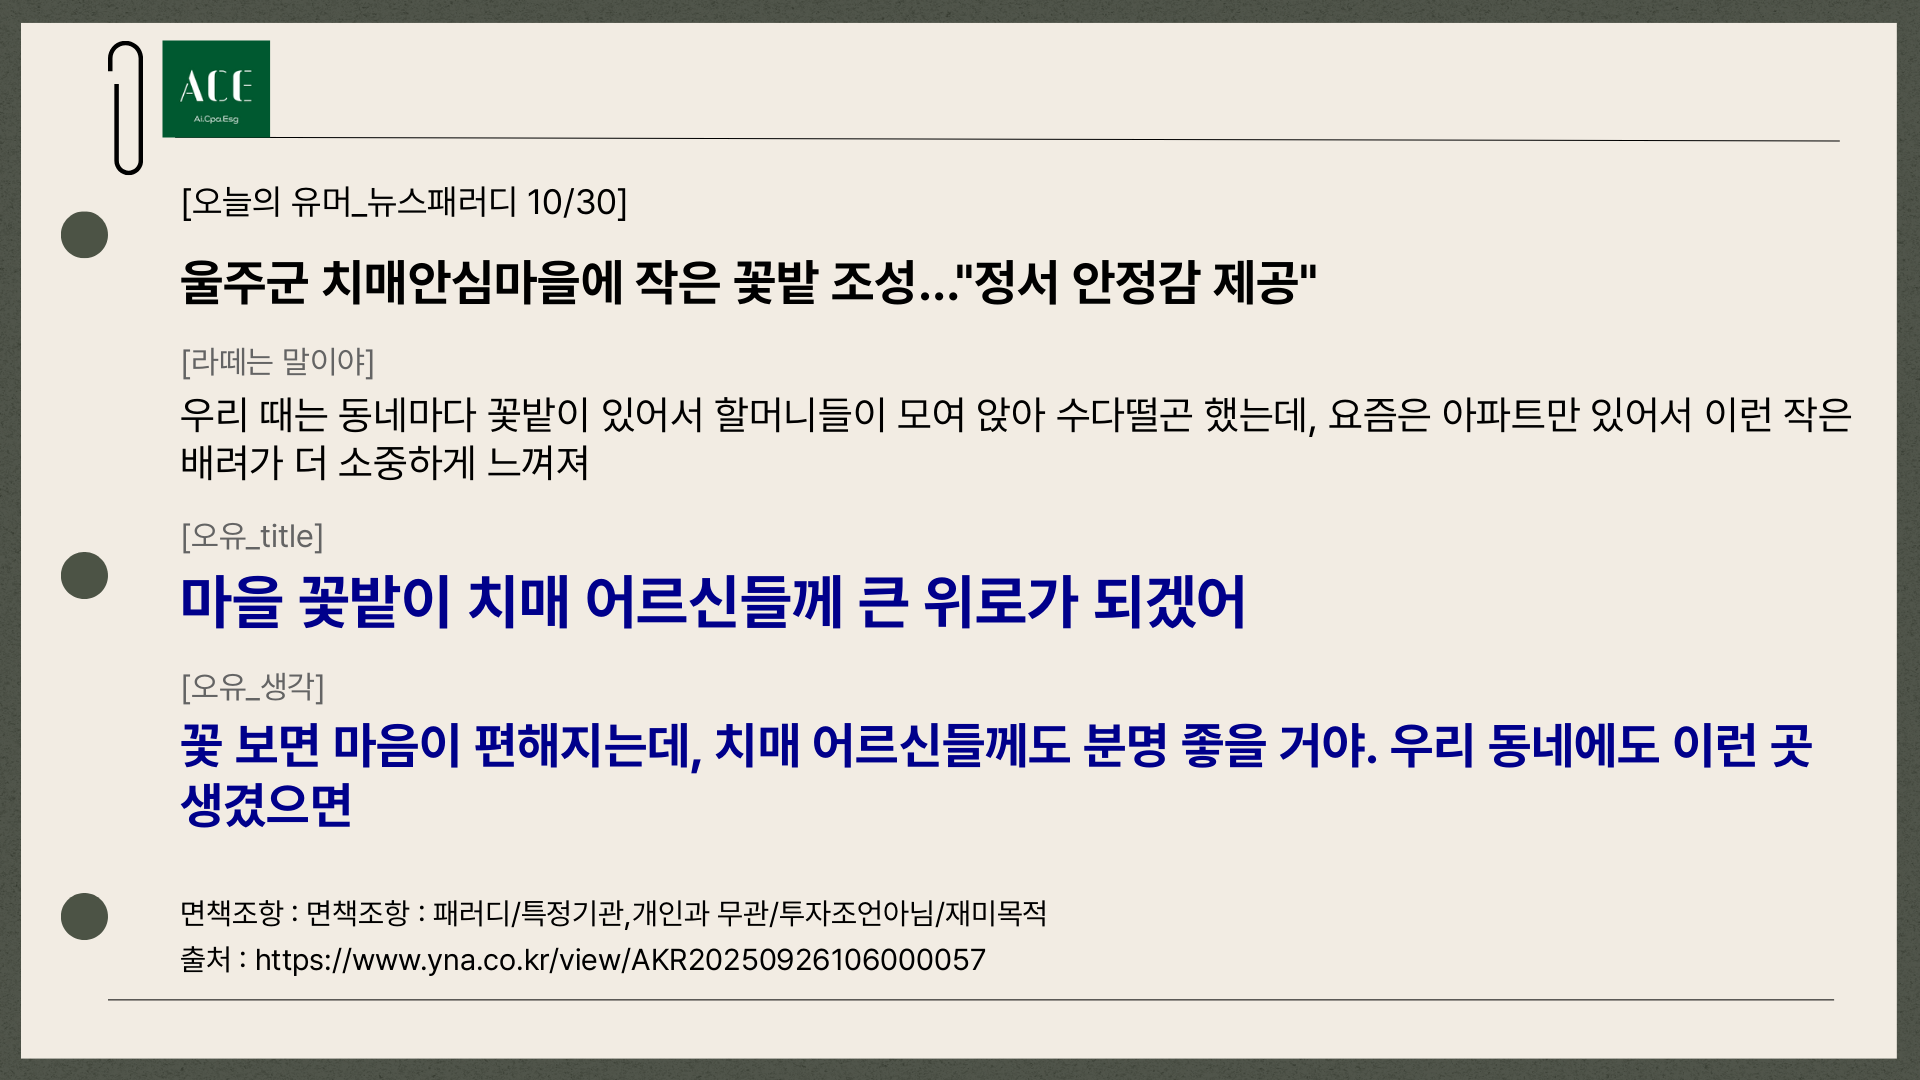 ACE
Ai.Cpa.Esg
[오늘의 유머_뉴스패러디 10/30]
울주군 치매안심마을에 작은 꽃밭 조성..."정서 안정감 제공"
[라떼는 말이야]
우리 때는 동네마다 꽃밭이 있어서 할머니들이 모여 앉아 수다떨곤 했는데, 요즘은 아파트만 있어서 이런 작은
배려가 더 소중하게 느껴져
[오유_title]
마을 꽃밭이 치매 어르신들께 큰 위로가 되겠어
[오유_생각]
꽃 보면 마음이 편해지는데, 치매 어르신들께도 분명 좋을 거야. 우리 동네에도 이런 곳
생겼으면
면책조항 : 면책조항 : 패러디/특정기관,개인과 무관/투자조언아님/재미목적
출처 : https://www.yna.co.kr/view/AKR20250926106000057